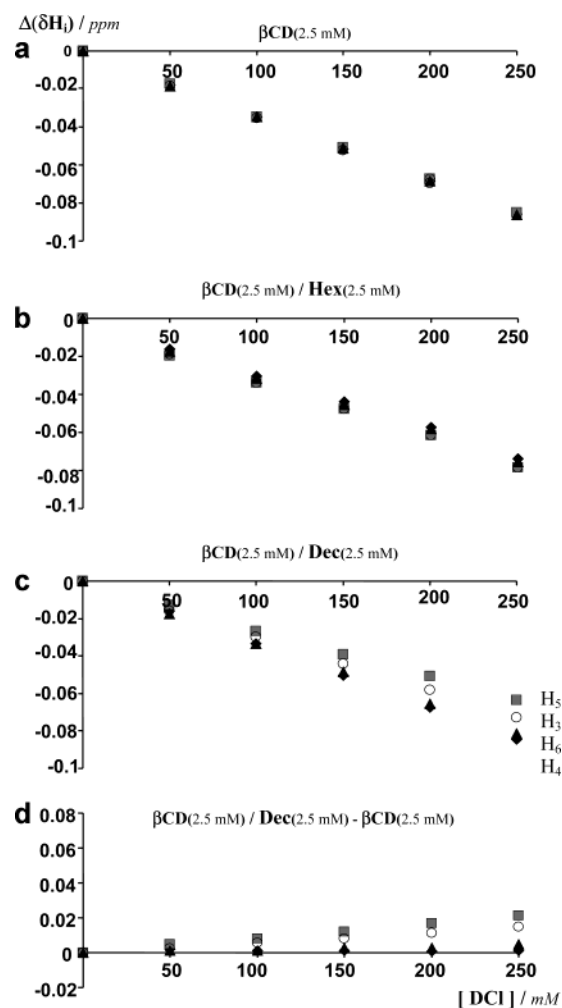 Δ(δHᵢ) / ppm
a
βCD(2.5 mM)
0
50 100 150 200 250
-0.02
-0.04
-0.06
-0.08
-0.1
βCD(2.5 mM) / Hex(2.5 mM)
b
0
50 100 150 200 250
-0.02
-0.04
-0.06
-0.08
-0.1
βCD(2.5 mM) / Dec(2.5 mM)
c
0
50 100 150 200 250
-0.02
-0.04
-0.06
-0.08
-0.1
H₅
H₃
H₆
H₄
d
βCD(2.5 mM) / Dec(2.5 mM) - βCD(2.5 mM)
0.08
0.06
0.04
0.02
0
-0.02
50 100 150 200 250
[ DCl ] / mM